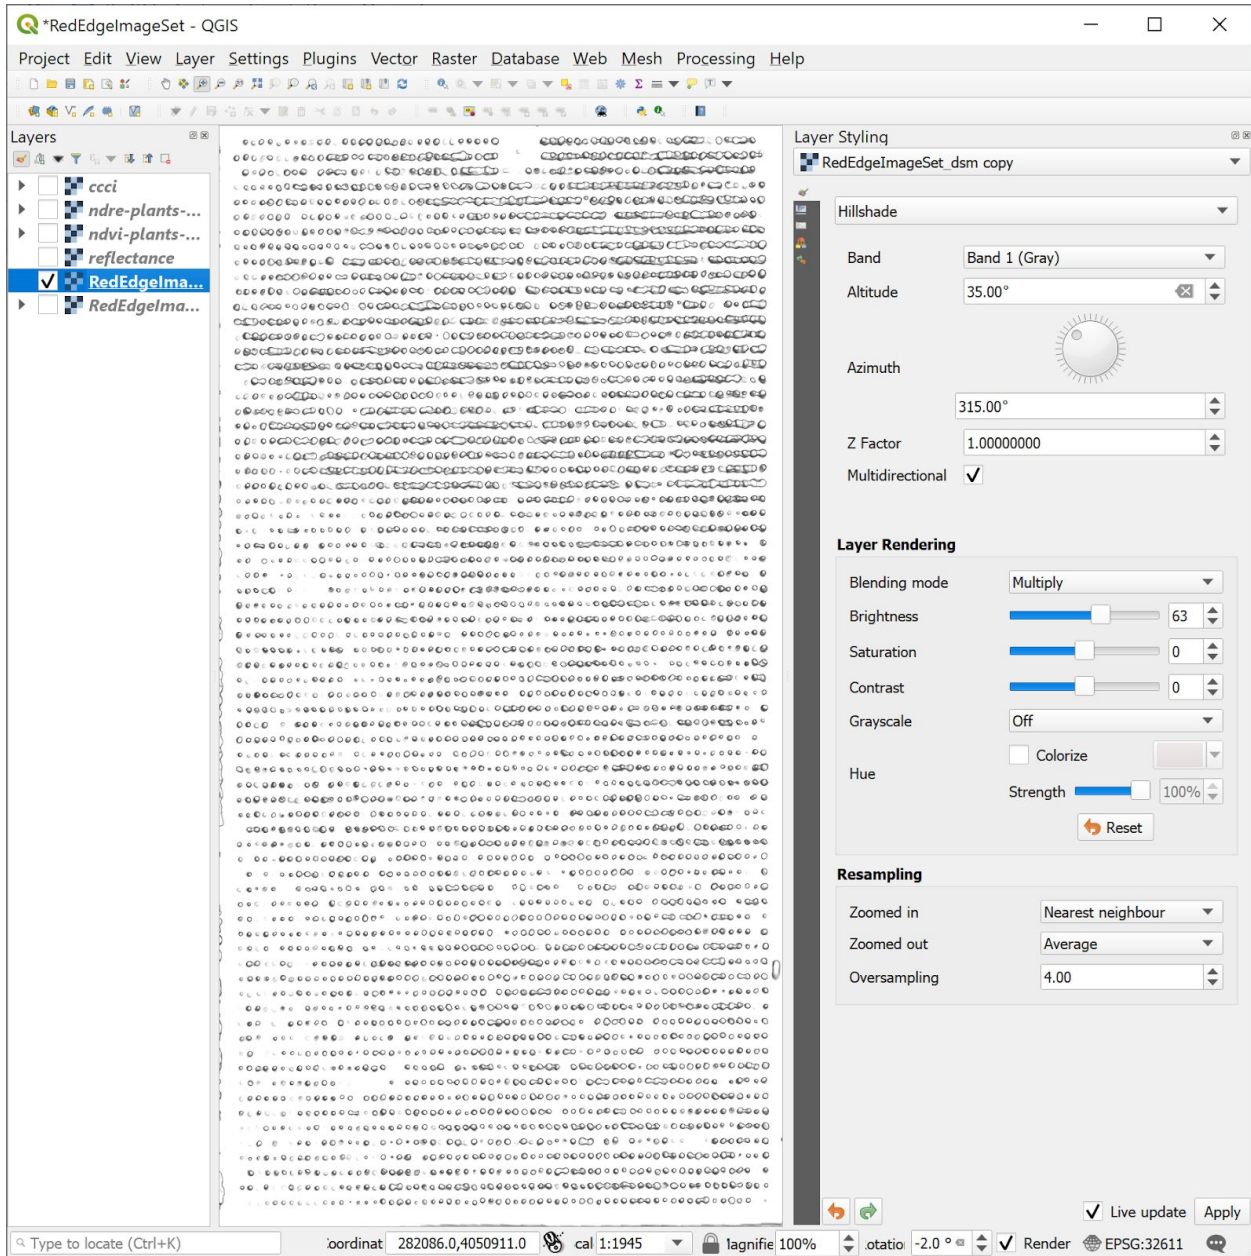 *RedEdgeImageSet - QGIS
Project Edit View Layer Settings Plugins Vector Raster Database Web Mesh Processing Help
Layers
ccci
ndre-plants-...
ndvi-plants-...
reflectance
RedEdgeIma...
RedEdgeIma...
Layer Styling
RedEdgeImageSet_dsm copy
Hillshade
Band Band 1 (Gray)
Altitude 35.00°
Azimuth
315.00°
Z Factor 1.00000000
Multidirectional
Layer Rendering
Blending mode Multiply
Brightness 63
Saturation 0
Contrast 0
Grayscale Off
Hue Colorize
Strength 100%
Reset
Resampling
Zoomed in Nearest neighbour
Zoomed out Average
Oversampling 4.00
Live update Apply
Type to locate (Ctrl+K) :oordinat 282086.0,4050911.0 cal 1:1945 lagnifie 100% .otatio -2.0 ° Render EPSG:32611